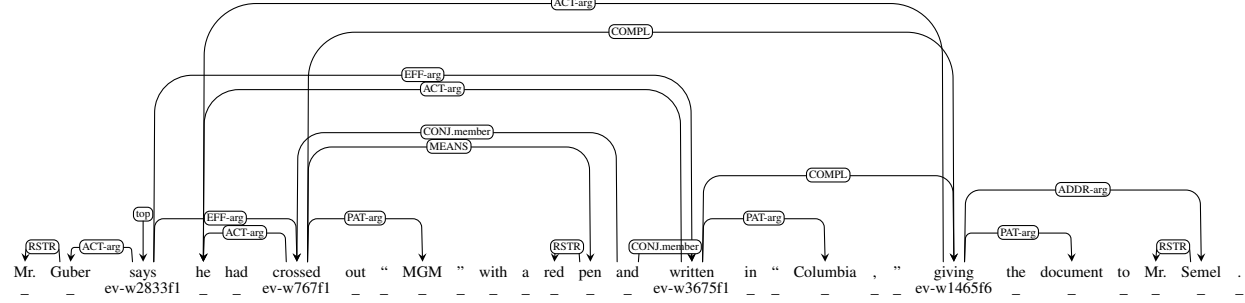 ACT-arg
COMPL
EFF-arg
ACT-arg
CONJ.member
MEANS
COMPL
ADDR-arg
top EFF-arg PAT-arg PAT-arg
ACT-arg PAT-arg
RSTR ACT-arg RSTR CONJ.member RSTR
Mr. Guber says he had crossed out “ MGM ” with a red pen and written in “ Columbia , ” giving the document to Mr. Semel .
ev-w2833f1 ev-w767f1 ev-w3675f1 ev-w1465f6
_ _ _ _ _ _ _ _ _ _ _ _ _ _ _ _ _ _ _ _ _ _ _ _